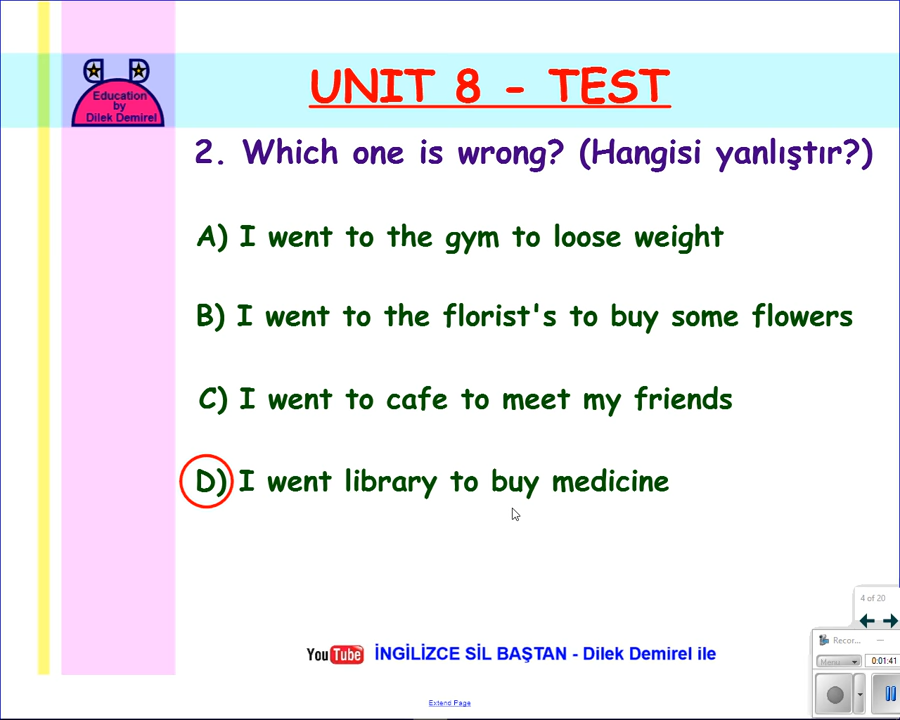 Education
by
Dilek Demirel
UNIT 8 - TEST
2. Which one is wrong? (Hangisi yanlıştır?)
A) I went to the gym to loose weight
B) I went to the florist's to buy some flowers
C) I went to cafe to meet my friends
D) I went library to buy medicine
4 of 20
Recor...
Menu
0:01:41
YouTube İNGİLİZCE SİL BAŞTAN - Dilek Demirel ile
Extend Page